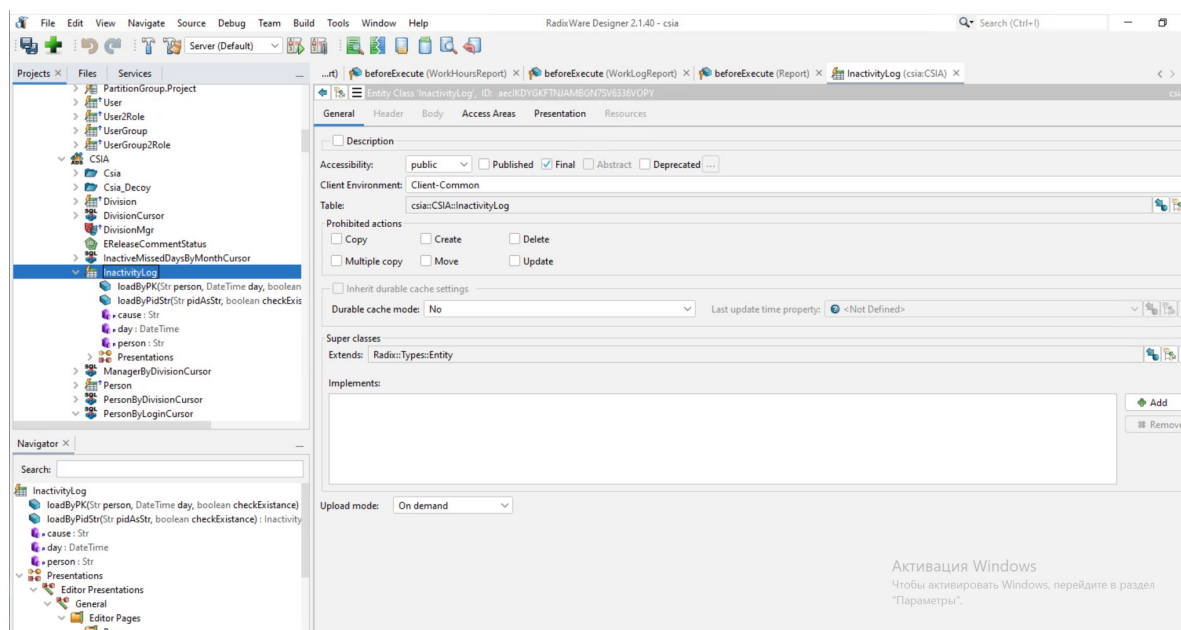 File Edit View Navigate Source Debug Team Build Tools Window Help
RadixWare Designer 2.1.40 - csia
Search (Ctrl+I)
Server (Default)
Projects Files Services
...rt) beforeExecute (WorkHoursReport) beforeExecute (WorkLogReport) beforeExecute (Report) InactivityLog (csia:CSIA)
PartitionGroup.Project
User
User2Role
UserGroup
UserGroup2Role
CSIA
Csia
Csia_Decoy
Division
DivisionCursor
DivisionMgr
EReleaseCommentStatus
InactiveMissedDaysByMonthCursor
InactivityLog
loadByPK(Str person, DateTime day, boolean
loadByPidStr(Str pidAsStr, boolean checkExis
cause : Str
day : DateTime
person : Str
Presentations
ManagerByDivisionCursor
Person
PersonByDivisionCursor
PersonByLoginCursor
Navigator
Search:
InactivityLog
loadByPK(Str person, DateTime day, boolean checkExistance)
loadByPidStr(Str pidAsStr, boolean checkExistance) : Inactivity
cause : Str
day : DateTime
person : Str
Presentations
Editor Presentations
General
Editor Pages
Entity Class 'InactivityLog', ID:
General Header Body Access Areas Presentation Resources
Description
Accessibility: public Published Final Abstract Deprecated ...
Client Environment: Client-Common
Table: csia::CSIA::InactivityLog
Prohibited actions
Copy Create Delete
Multiple copy Move Update
Inherit durable cache settings
Durable cache mode: No Last update time property: <Not Defined>
Super classes
Extends: Radix::Types::Entity
Implements:
Add
Remove
Upload mode: On demand
Активация Windows
Чтобы активировать Windows, перейдите в раздел
"Параметры".